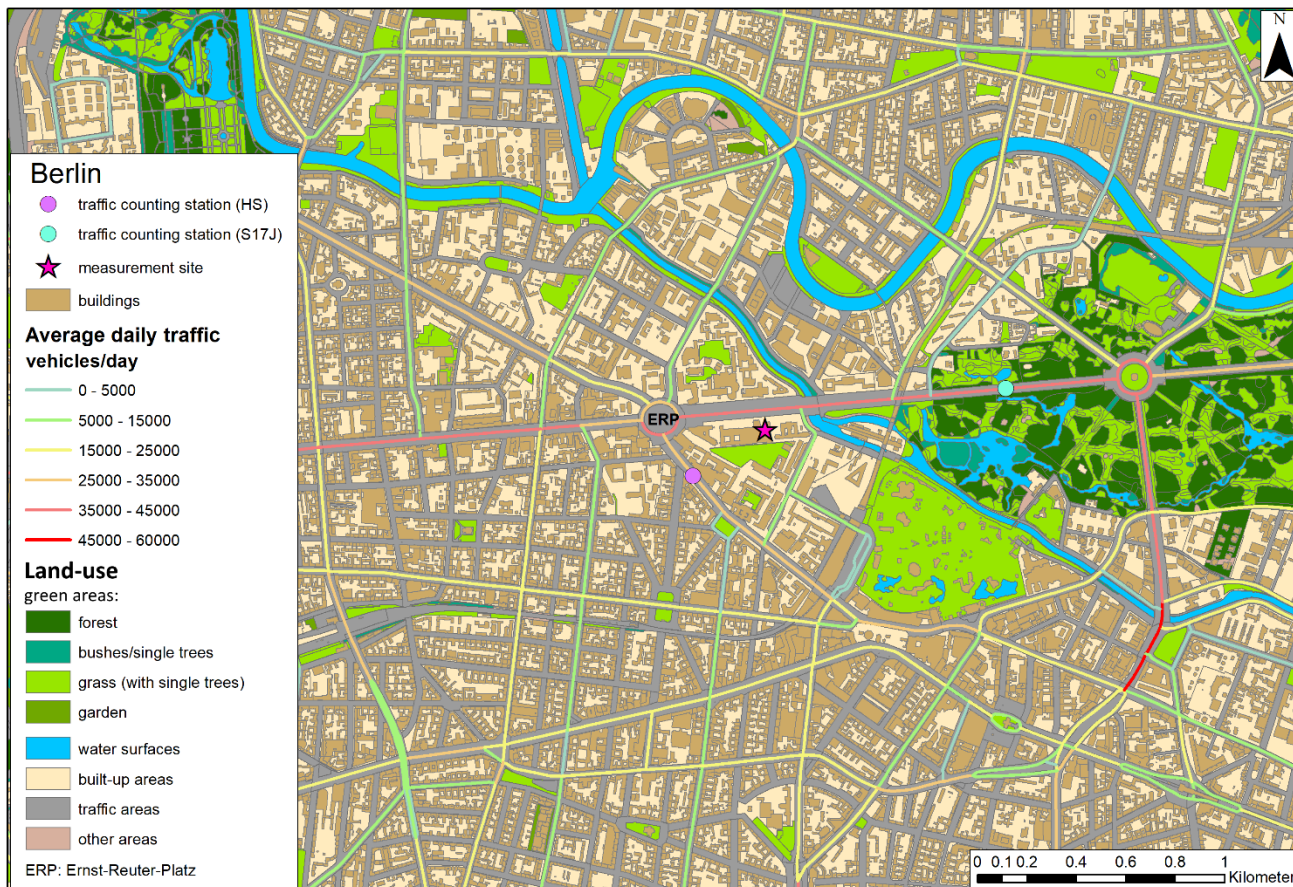 N
Berlin
traffic counting station (HS)
traffic counting station (S17J)
measurement site
buildings
Average daily traffic
vehicles/day
0 - 5000
5000 - 15000
15000 - 25000
25000 - 35000
35000 - 45000
45000 - 60000
Land-use
green areas:
forest
bushes/single trees
grass (with single trees)
garden
water surfaces
built-up areas
traffic areas
other areas
ERP: Ernst-Reuter-Platz
ERP
0 0.1 0.2 0.4 0.6 0.8 1
Kilometer